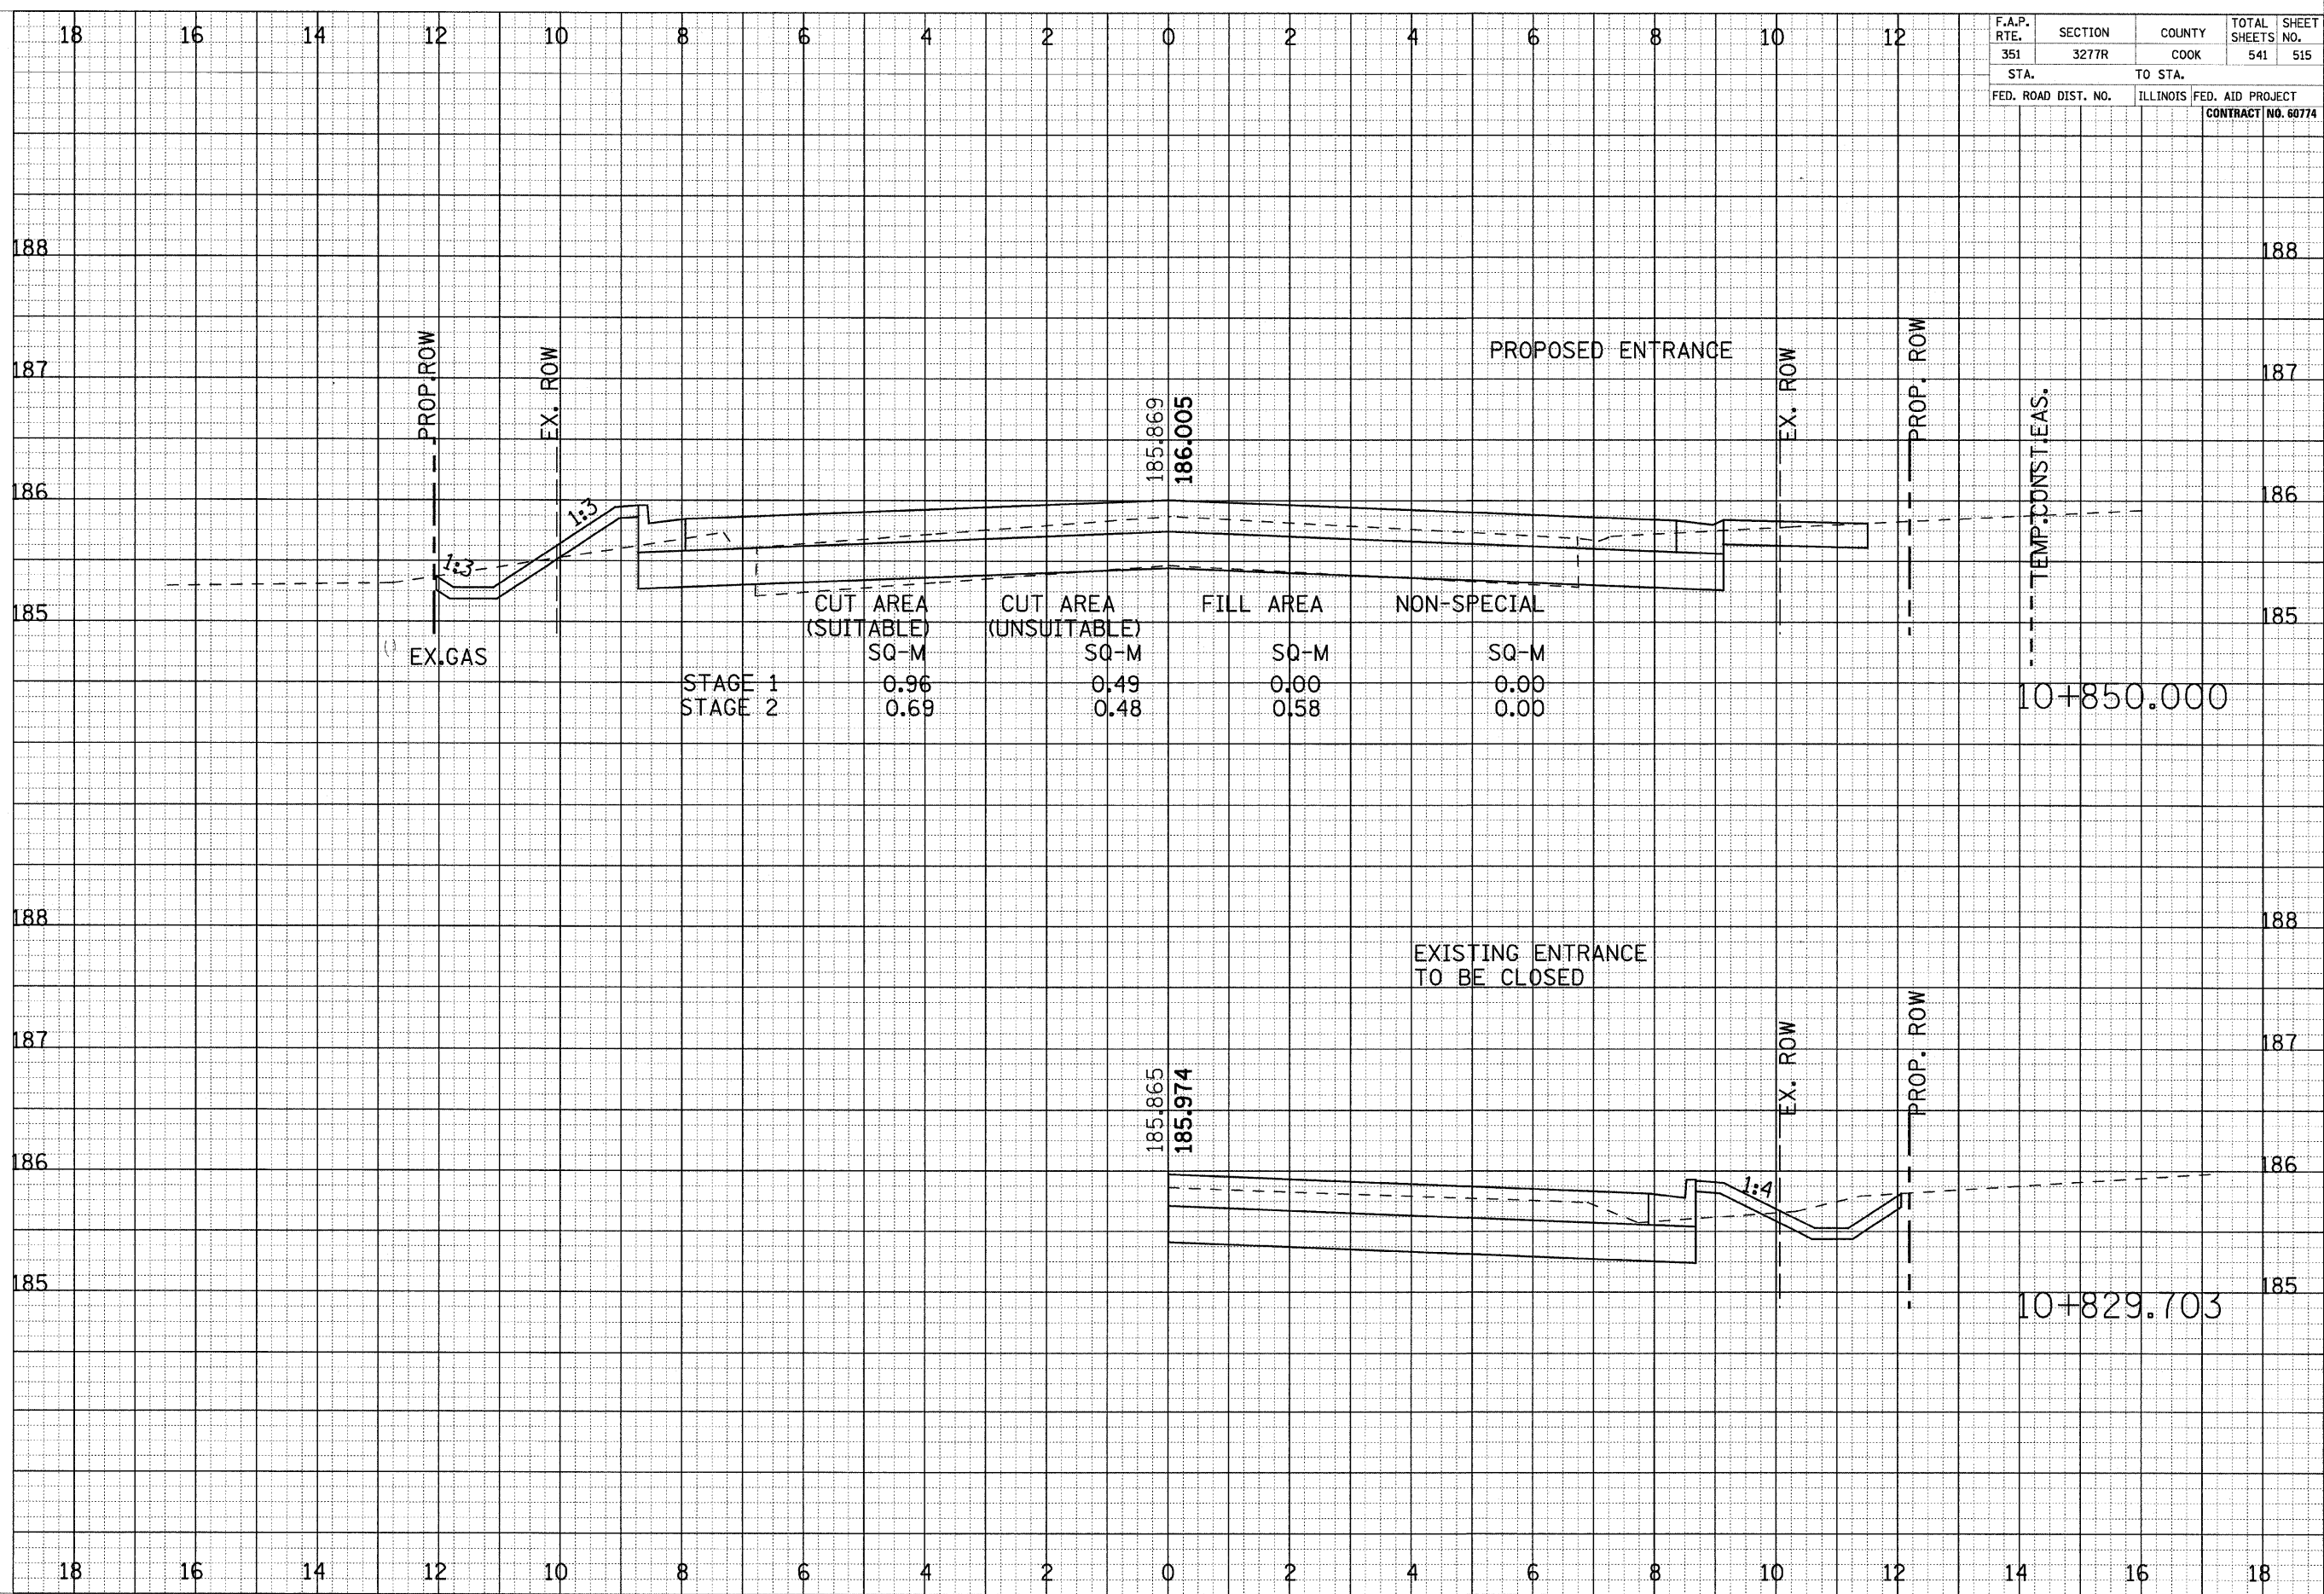 18 16 14 12 10 8 6 4 2 0 2 4 6 8 10 12
F.A.P. RTE. SECTION COUNTY TOTAL SHEETS SHEET NO.
351 3277R COOK 541 515
STA. TO STA.
FED. ROAD DIST. NO. ILLINOIS FED. AID PROJECT
CONTRACT NO. 60774
188 188
187 187
186 186
185 185
PROP.ROW
EX. ROW
185.869
186.005
PROPOSED ENTRANCE
EX. ROW
PROP. ROW
TEMP.CONST.EAS.
1:3
1:3
EX.GAS
CUT AREA CUT AREA FILL AREA NON-SPECIAL
(SUITABLE) (UNSUITABLE)
SQ-M SQ-M SQ-M SQ-M
STAGE 1 0.96 0.49 0.00 0.00
STAGE 2 0.69 0.48 0.58 0.00
10+850.000
188 188
187 187
186 186
185 185
EXISTING ENTRANCE
TO BE CLOSED
185.865
185.974
EX. ROW
PROP. ROW
1:4
10+829.703
18 16 14 12 10 8 6 4 2 0 2 4 6 8 10 12 14 16 18